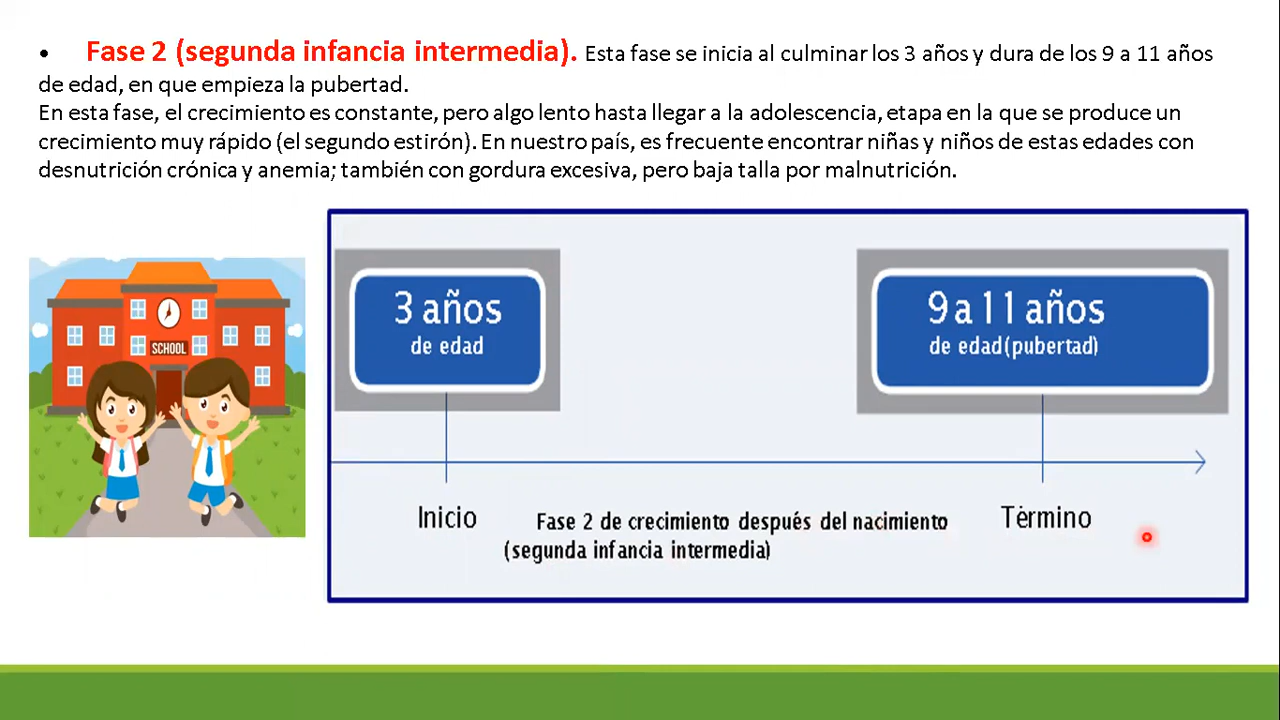 • Fase 2 (segunda infancia intermedia). Esta fase se inicia al culminar los 3 años y dura de los 9 a 11 años
de edad, en que empieza la pubertad.
En esta fase, el crecimiento es constante, pero algo lento hasta llegar a la adolescencia, etapa en la que se produce un
crecimiento muy rápido (el segundo estirón). En nuestro país, es frecuente encontrar niñas y niños de estas edades con
desnutrición crónica y anemia; también con gordura excesiva, pero baja talla por malnutrición.
SCHOOL
3 años
de edad
9 a 11 años
de edad(pubertad)
Inicio
Fase 2 de crecimiento después del nacimiento
(segunda infancia intermedia)
Término